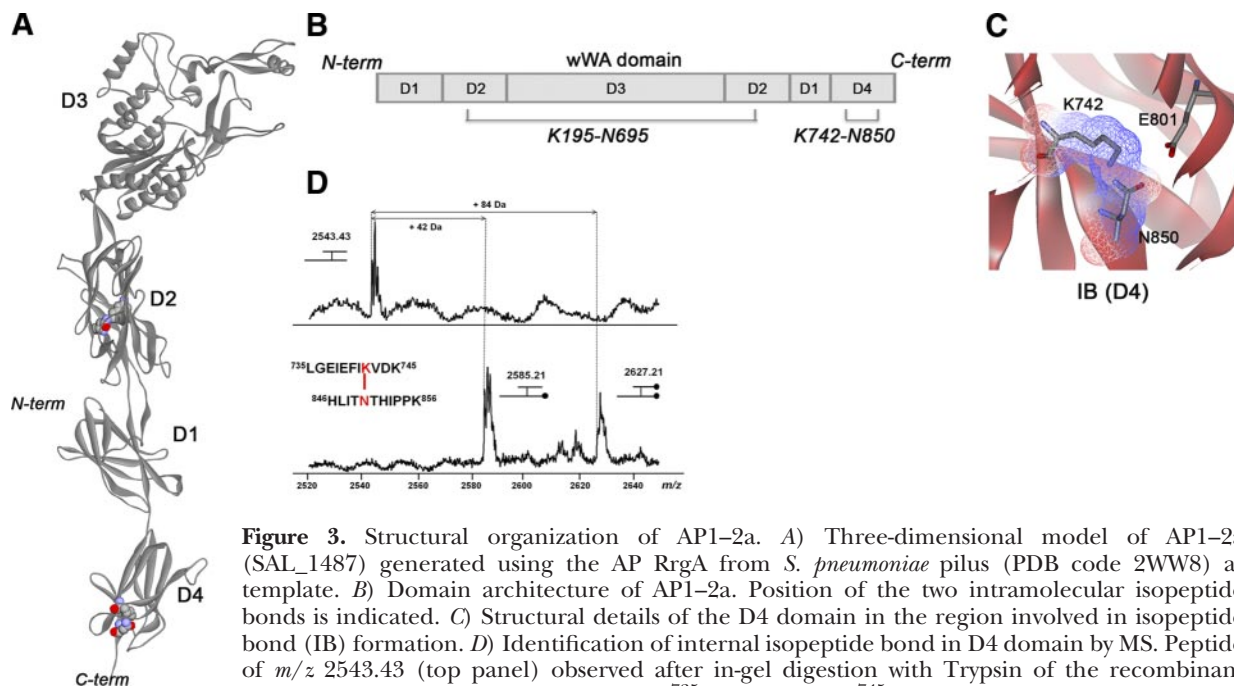 A
D3
D2
N-term
D1
D4
C-term
B
N-term
wWA domain
C-term
D1 D2 D3 D2 D1 D4
K195-N695 K742-N850
C
K742
E801
N850
IB (D4)
D
+ 84 Da
+ 42 Da
2543.43
735LGEIEFIKVDK745
846HLITNTHIPPK856
2585.21
2627.21
2520 2540 2560 2580 2600 2620 2640 m/z
Figure 3. Structural organization of AP1–2a. A) Three-dimensional model of AP1–2
(SAL_1487) generated using the AP RrgA from S. pneumoniae pilus (PDB code 2WW8) a
template. B) Domain architecture of AP1–2a. Position of the two intramolecular isopeptid
bonds is indicated. C) Structural details of the D4 domain in the region involved in isopeptid
bond (IB) formation. D) Identification of internal isopeptide bond in D4 domain by MS. Peptid
of m/z 2543.43 (top panel) observed after in-gel digestion with Trypsin of the recombinan